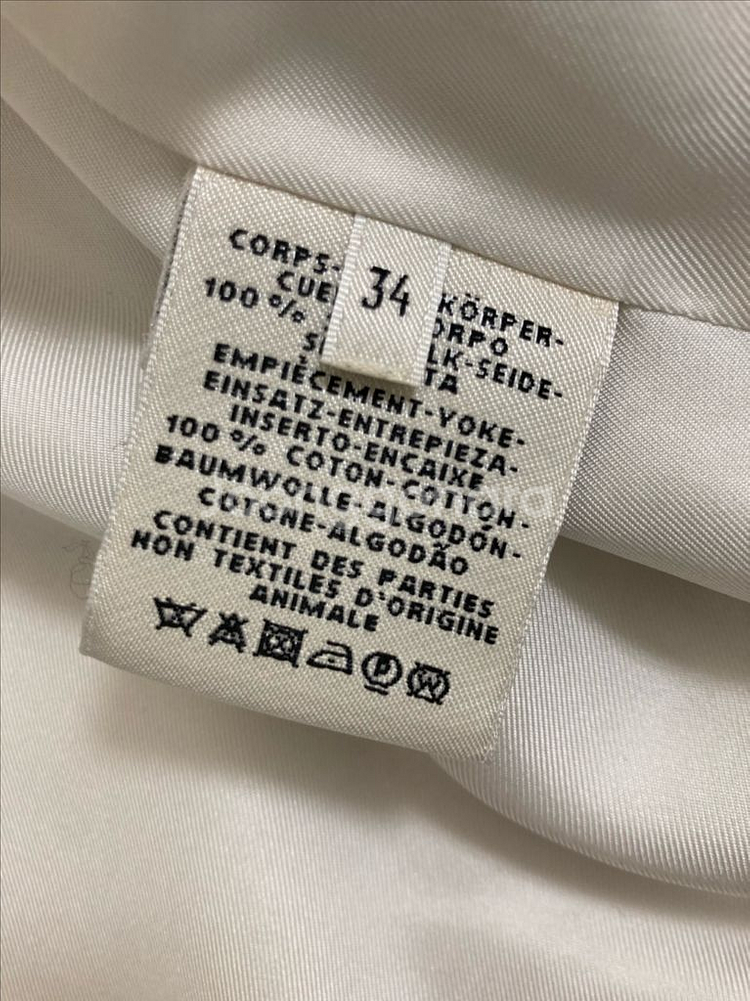 34
CORPS- KÖRPER-
CUE ORPO
100 % LK-SEIDE-
S TA
EMPIÈCEMENT-YOKE-
EINSATZ-ENTREPIEZA-
INSERTO-ENCAIXE
100 % COTON-COTTON-
BAUMWOLLE-ALGODÓN-
COTONE-ALGODÃO
CONTIENT DES PARTIES
NON TEXTILES D'ORIGINE
ANIMALE
P W